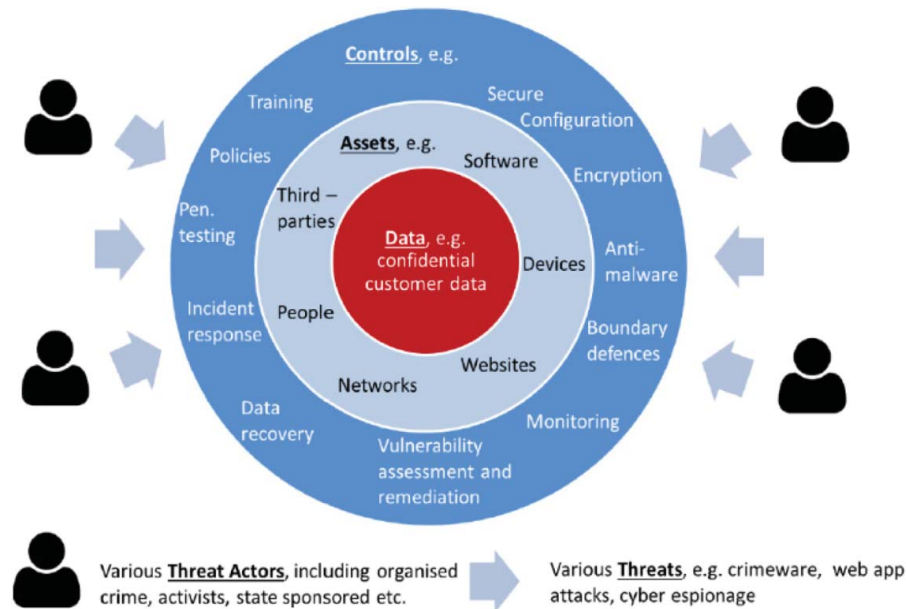 Controls, e.g.
Training
Secure
Configuration
Policies
Assets, e.g.
Software
Encryption
Third –
parties
Pen.
testing
Data, e.g.
confidential
customer data
Devices
Anti-
malware
Incident
response
People
Boundary
defences
Networks
Websites
Data
recovery
Monitoring
Vulnerability
assessment and
remediation
Various Threat Actors, including organised
crime, activists, state sponsored etc.
Various Threats, e.g. crimeware, web app
attacks, cyber espionage